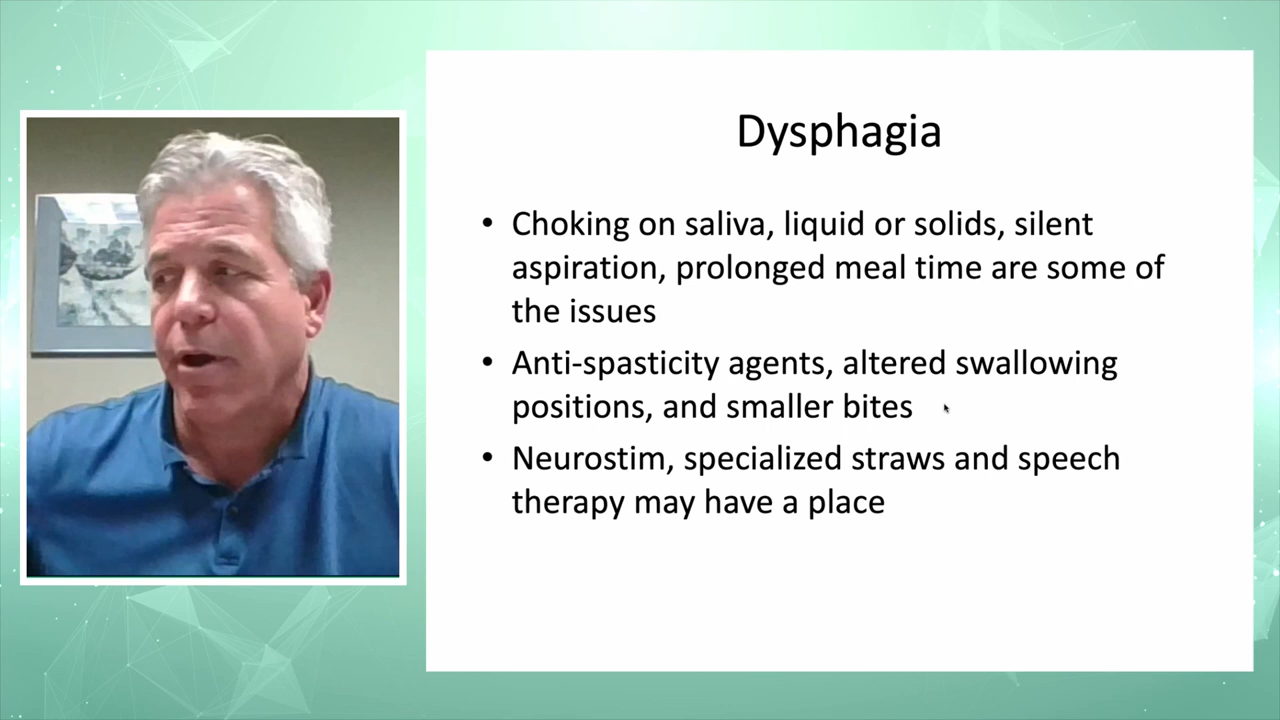 Dysphagia
• Choking on saliva, liquid or solids, silent
aspiration, prolonged meal time are some of
the issues
• Anti-spasticity agents, altered swallowing
positions, and smaller bites
• Neurostim, specialized straws and speech
therapy may have a place